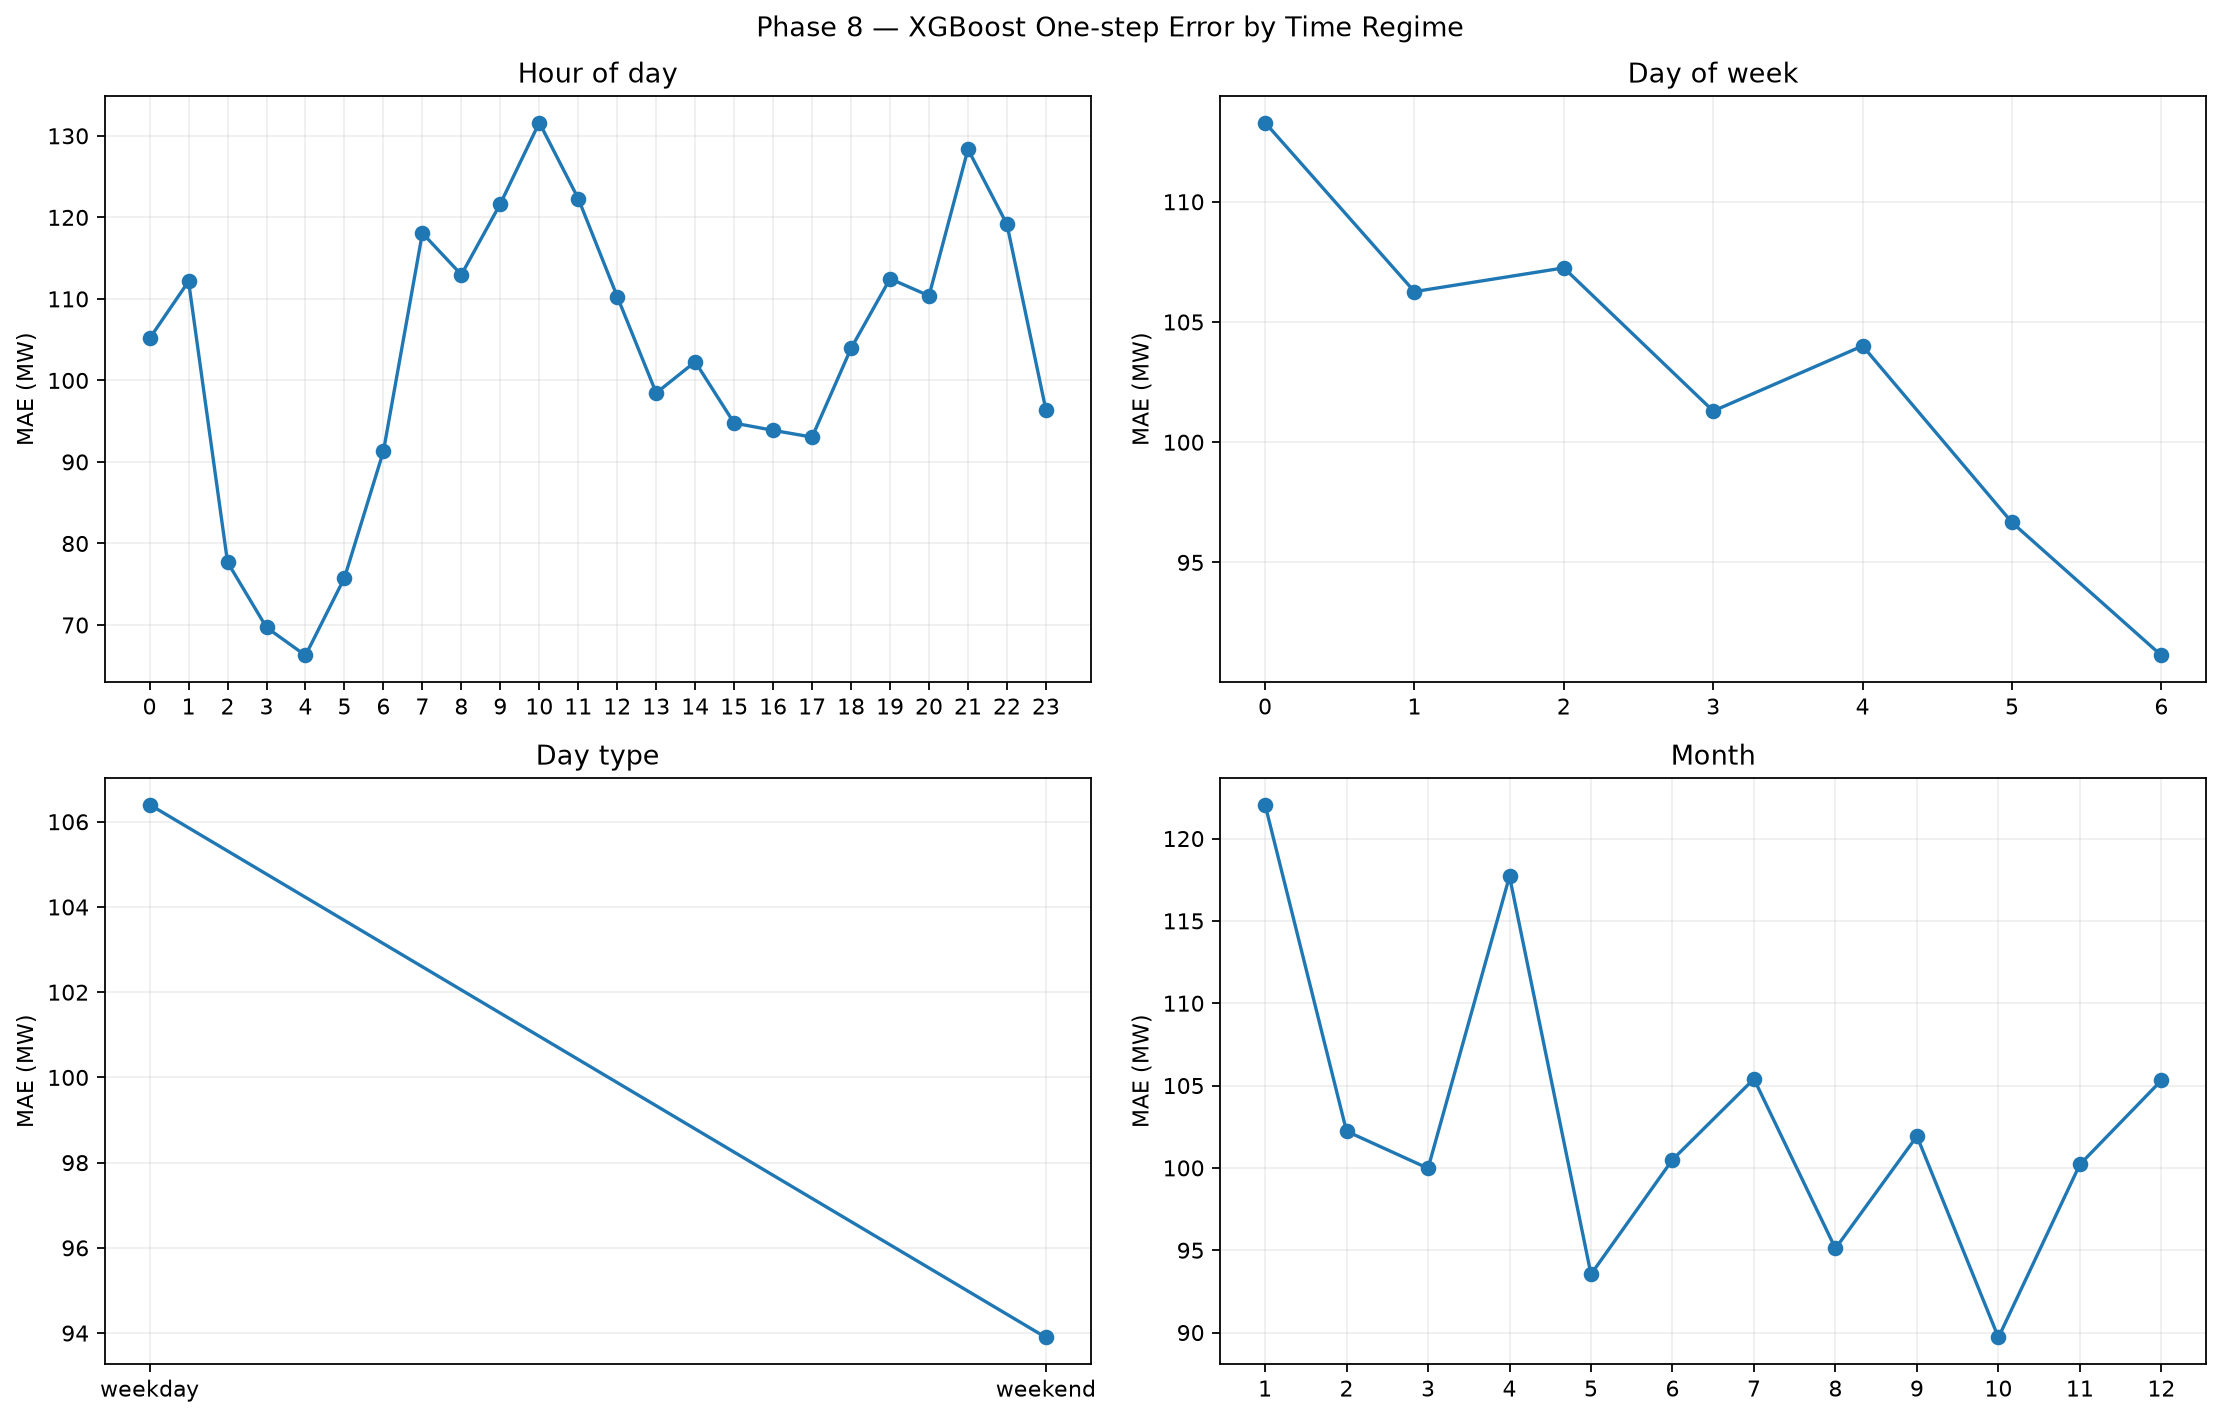 Phase 8 — XGBoost One-step Error by Time Regime
Hour of day
MAE (MW)
130
120
110
100
90
80
70
0 1 2 3 4 5 6 7 8 9 10 11 12 13 14 15 16 17 18 19 20 21 22 23
Day of week
MAE (MW)
110
105
100
95
0 1 2 3 4 5 6
Day type
MAE (MW)
106
104
102
100
98
96
94
weekday weekend
Month
MAE (MW)
120
115
110
105
100
95
90
1 2 3 4 5 6 7 8 9 10 11 12